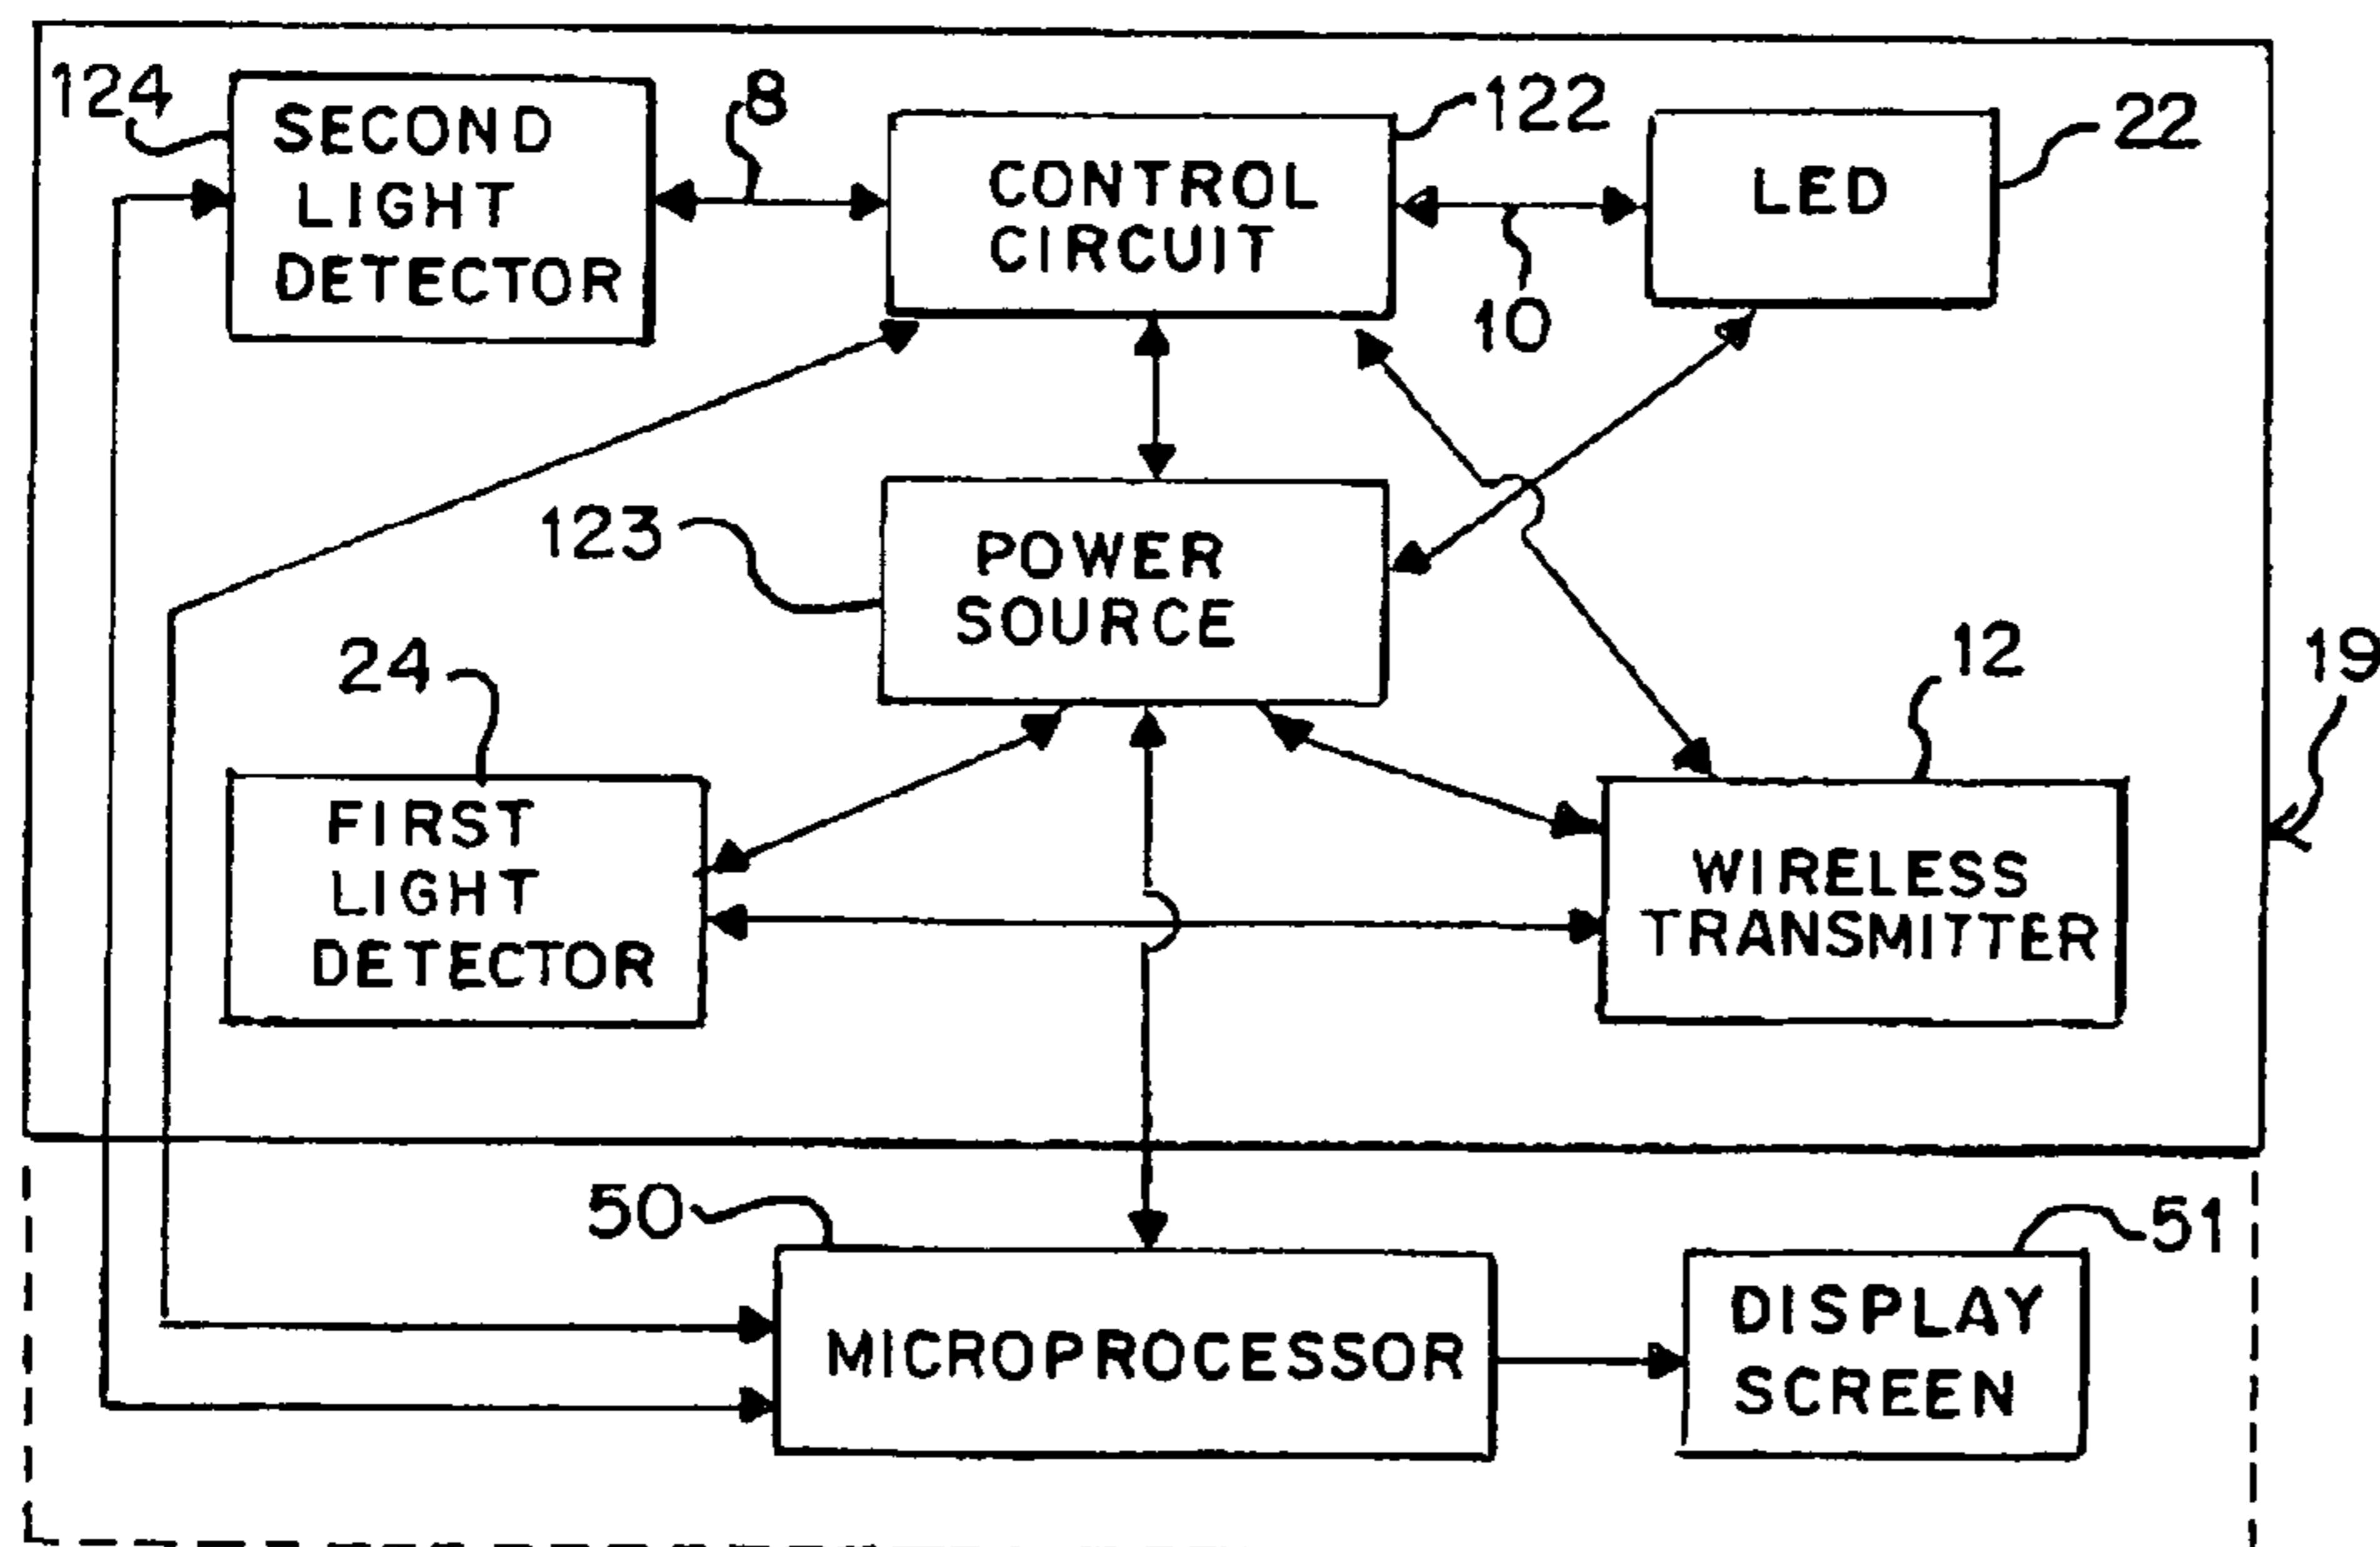 124
SECOND
LIGHT
DETECTOR
8
CONTROL
CIRCUIT
122
LED
22
10
123
POWER
SOURCE
24
FIRST
LIGHT
DETECTOR
12
19
WIRELESS
TRANSMITTER
50
MICROPROCESSOR
51
DISPLAY
SCREEN